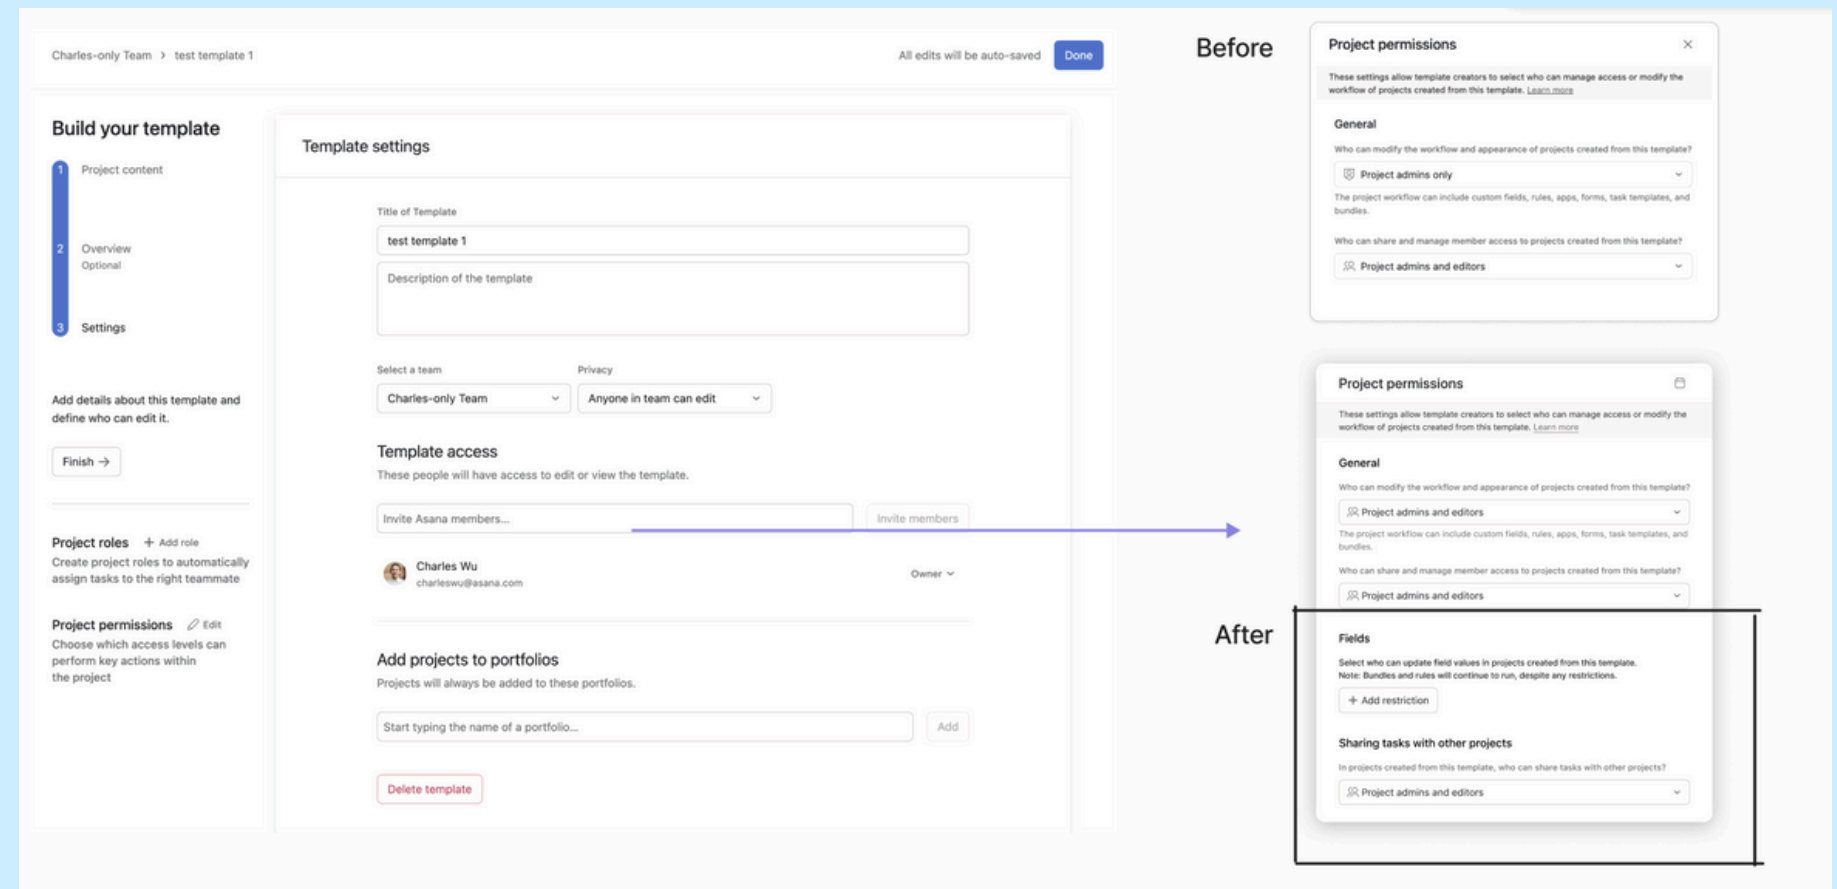 Charles-only Team > test template 1
All edits will be auto-saved
Done
Build your template
1 Project content
2 Overview
Optional
3 Settings
Add details about this template and
define who can edit it.
Finish →
Project roles + Add role
Create project roles to automatically
assign tasks to the right teammate
Project permissions Edit
Choose which access levels can
perform key actions within
the project
Template settings
Title of Template
test template 1
Description of the template
Select a team Privacy
Charles-only Team Anyone in team can edit
Template access
These people will have access to edit or view the template.
Invite Asana members... Invite members
Charles Wu
charleswu@asana.com
Owner
Add projects to portfolios
Projects will always be added to these portfolios.
Start typing the name of a portfolio... Add
Delete template
Before
Project permissions
These settings allow template creators to select who can manage access or modify the
workflow of projects created from this template. Learn more
General
Who can modify the workflow and appearance of projects created from this template?
Project admins only
The project workflow can include custom fields, rules, apps, forms, task templates, and
bundles.
Who can share and manage member access to projects created from this template?
Project admins and editors
After
Project permissions
These settings allow template creators to select who can manage access or modify the
workflow of projects created from this template. Learn more
General
Who can modify the workflow and appearance of projects created from this template?
Project admins and editors
The project workflow can include custom fields, rules, apps, forms, task templates, and
bundles.
Who can share and manage member access to projects created from this template?
Project admins and editors
Fields
Select who can update field values in projects created from this template.
Note: Bundles and rules will continue to run, despite any restrictions.
+ Add restriction
Sharing tasks with other projects
In projects created from this template, who can share tasks with other projects?
Project admins and editors